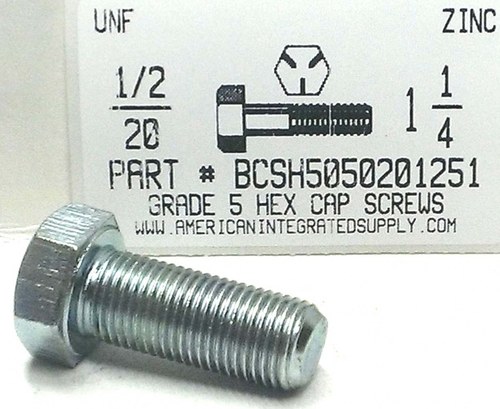 UNF ZINC
1/2
20
1 1/4
PART # BCSH5050201251
GRADE 5 HEX CAP SCREWS
WWW.AMERICANINTEGRATEDSUPPLY.COM